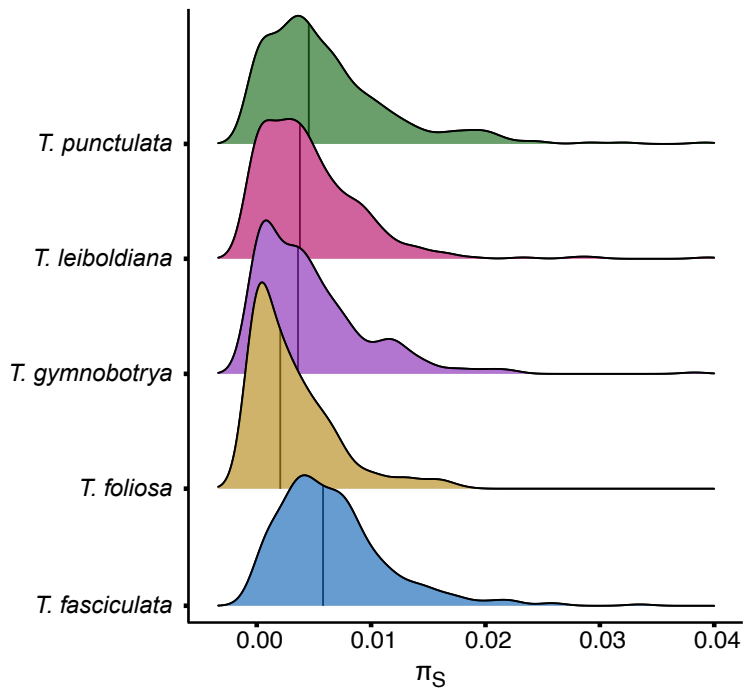 T. punctulata
T. leiboldiana
T. gymnobotrya
T. foliosa
T. fasciculata
0.00 0.01 0.02 0.03 0.04
πS